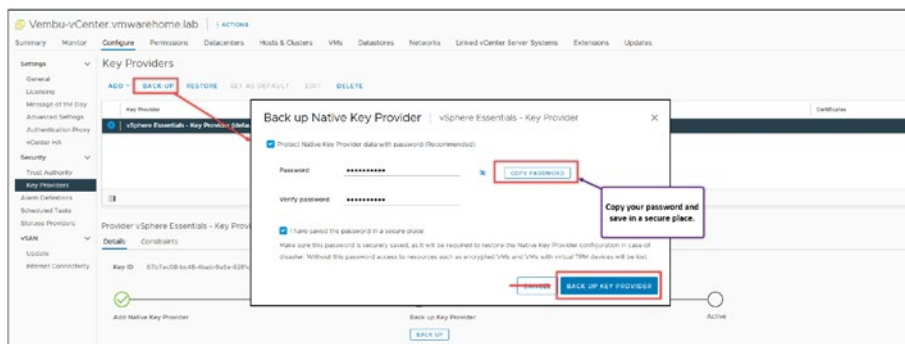 Vembu-vCenter.vmwarehome.lab ACTIONS
Summary Monitor Configure Permissions Datacenters Hosts & Clusters VMs Datastores Networks Linked vCenter Server Systems Extensions Updates
Settings
General
Licensing
Message of the Day
Advanced Settings
Authentication Proxy
vCenter HA
Security
Trust Authority
Key Providers
Alarm Definitions
Scheduled Tasks
Storage Providers
vSAN
Update
Internet Connectivity
Key Providers
ADD BACK UP RESTORE SET AS DEFAULT EDIT DELETE
Key Provider Certificates
vSphere Essentials - Key Provider
Provider vSphere Essentials - Key Prov
Details Constraints
Key ID
Add Native Key Provider Back up Key Provider Active
BACK UP
Back up Native Key Provider vSphere Essentials - Key Provider
Protect Native Key Provider data with password (Recommended)
Password •••••••••• COPY PASSWORD
Verify password ••••••••••
I have saved the password in a secure place.
Make sure this password is securely saved, as it will be required to restore the Native Key Provider configuration in case of
disaster. Without this password access to resources such as encrypted VMs and VMs with virtual TPM devices will be lost.
CANCEL BACK UP KEY PROVIDER
Copy your password and
save in a secure place.